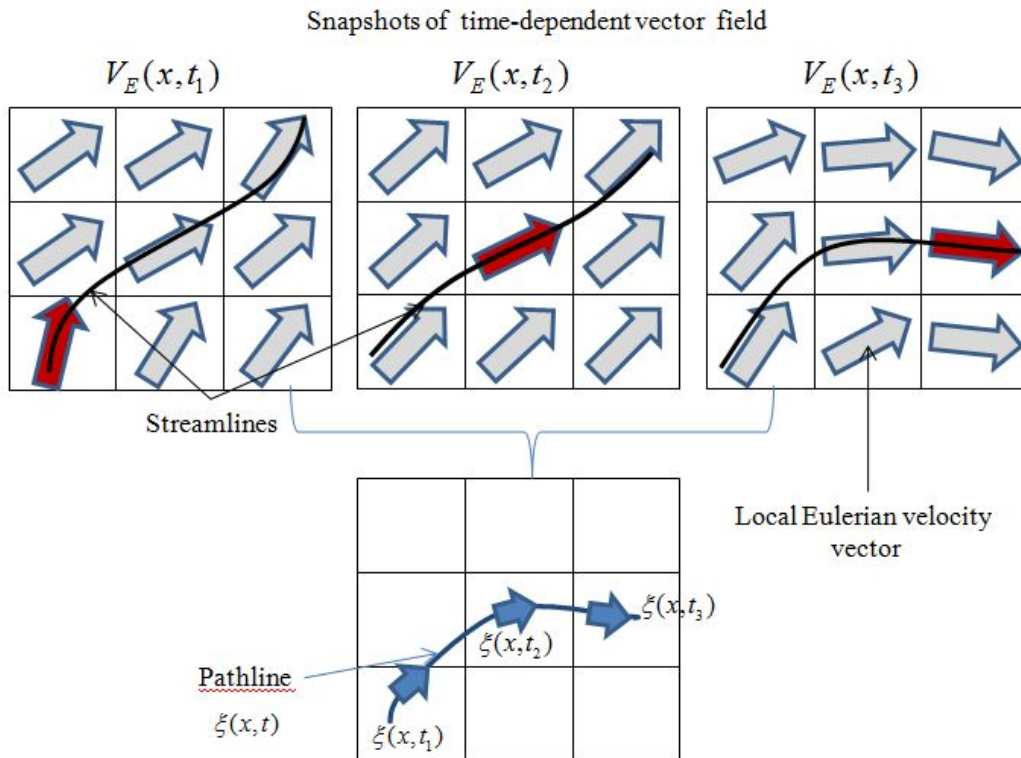 Snapshots of time-dependent vector field
V_E(x,t_1) V_E(x,t_2) V_E(x,t_3)
Streamlines
Local Eulerian velocity
vector
ξ(x,t_3)
ξ(x,t_2)
Pathline
ξ(x,t)
ξ(x,t_1)